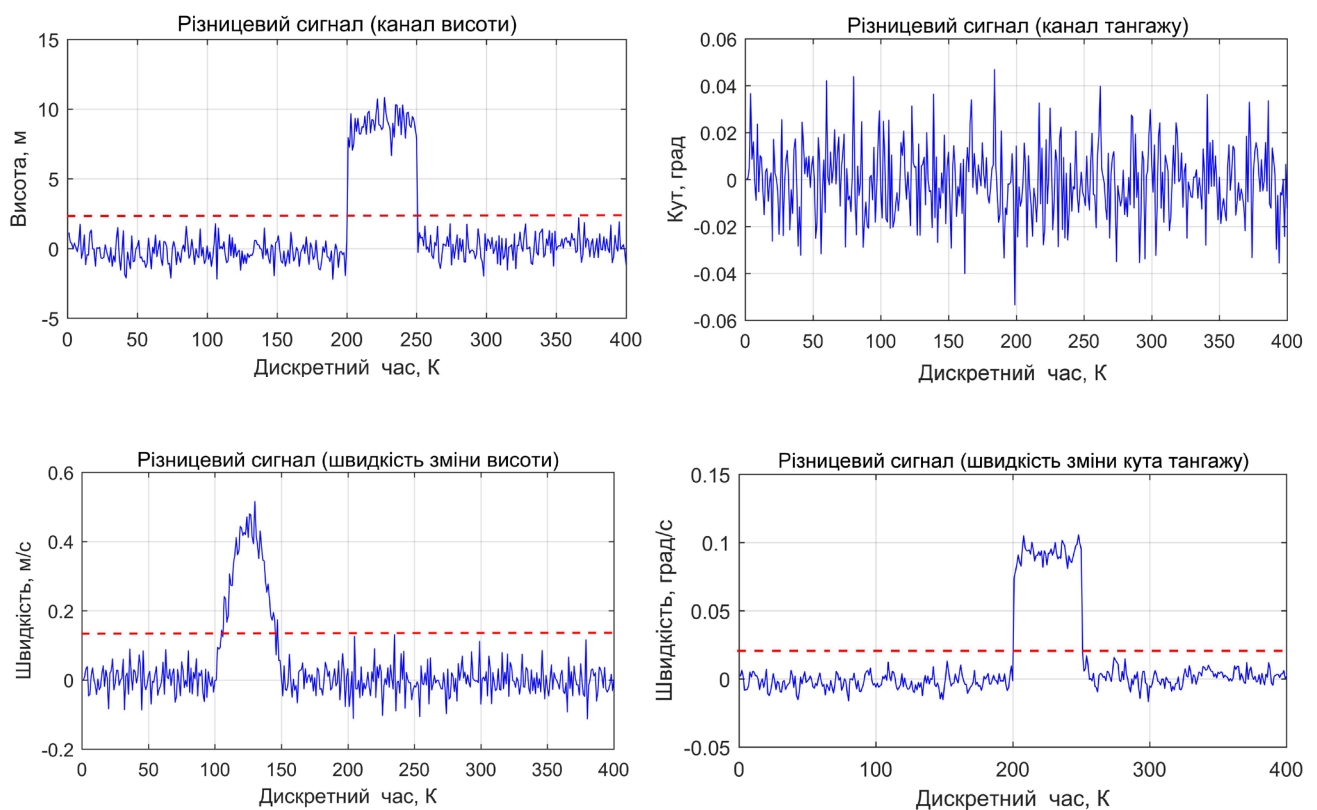 Різницевий сигнал (канал висоти)
15
10
5
0
-5
Висота, м
0 50 100 150 200 250 300 350 400
Дискретний час, К
Різницевий сигнал (канал тангажу)
0.06
0.04
0.02
0
-0.02
-0.04
-0.06
Кут, град
0 50 100 150 200 250 300 350 400
Дискретний час, К
Різницевий сигнал (швидкість зміни висоти)
0.6
0.4
0.2
0
-0.2
Швидкість, м/с
0 50 100 150 200 250 300 350 400
Дискретний час, К
Різницевий сигнал (швидкість зміни кута тангажу)
0.15
0.1
0.05
0
-0.05
Швидкість, град/с
0 100 200 300 400
Дискретний час, К